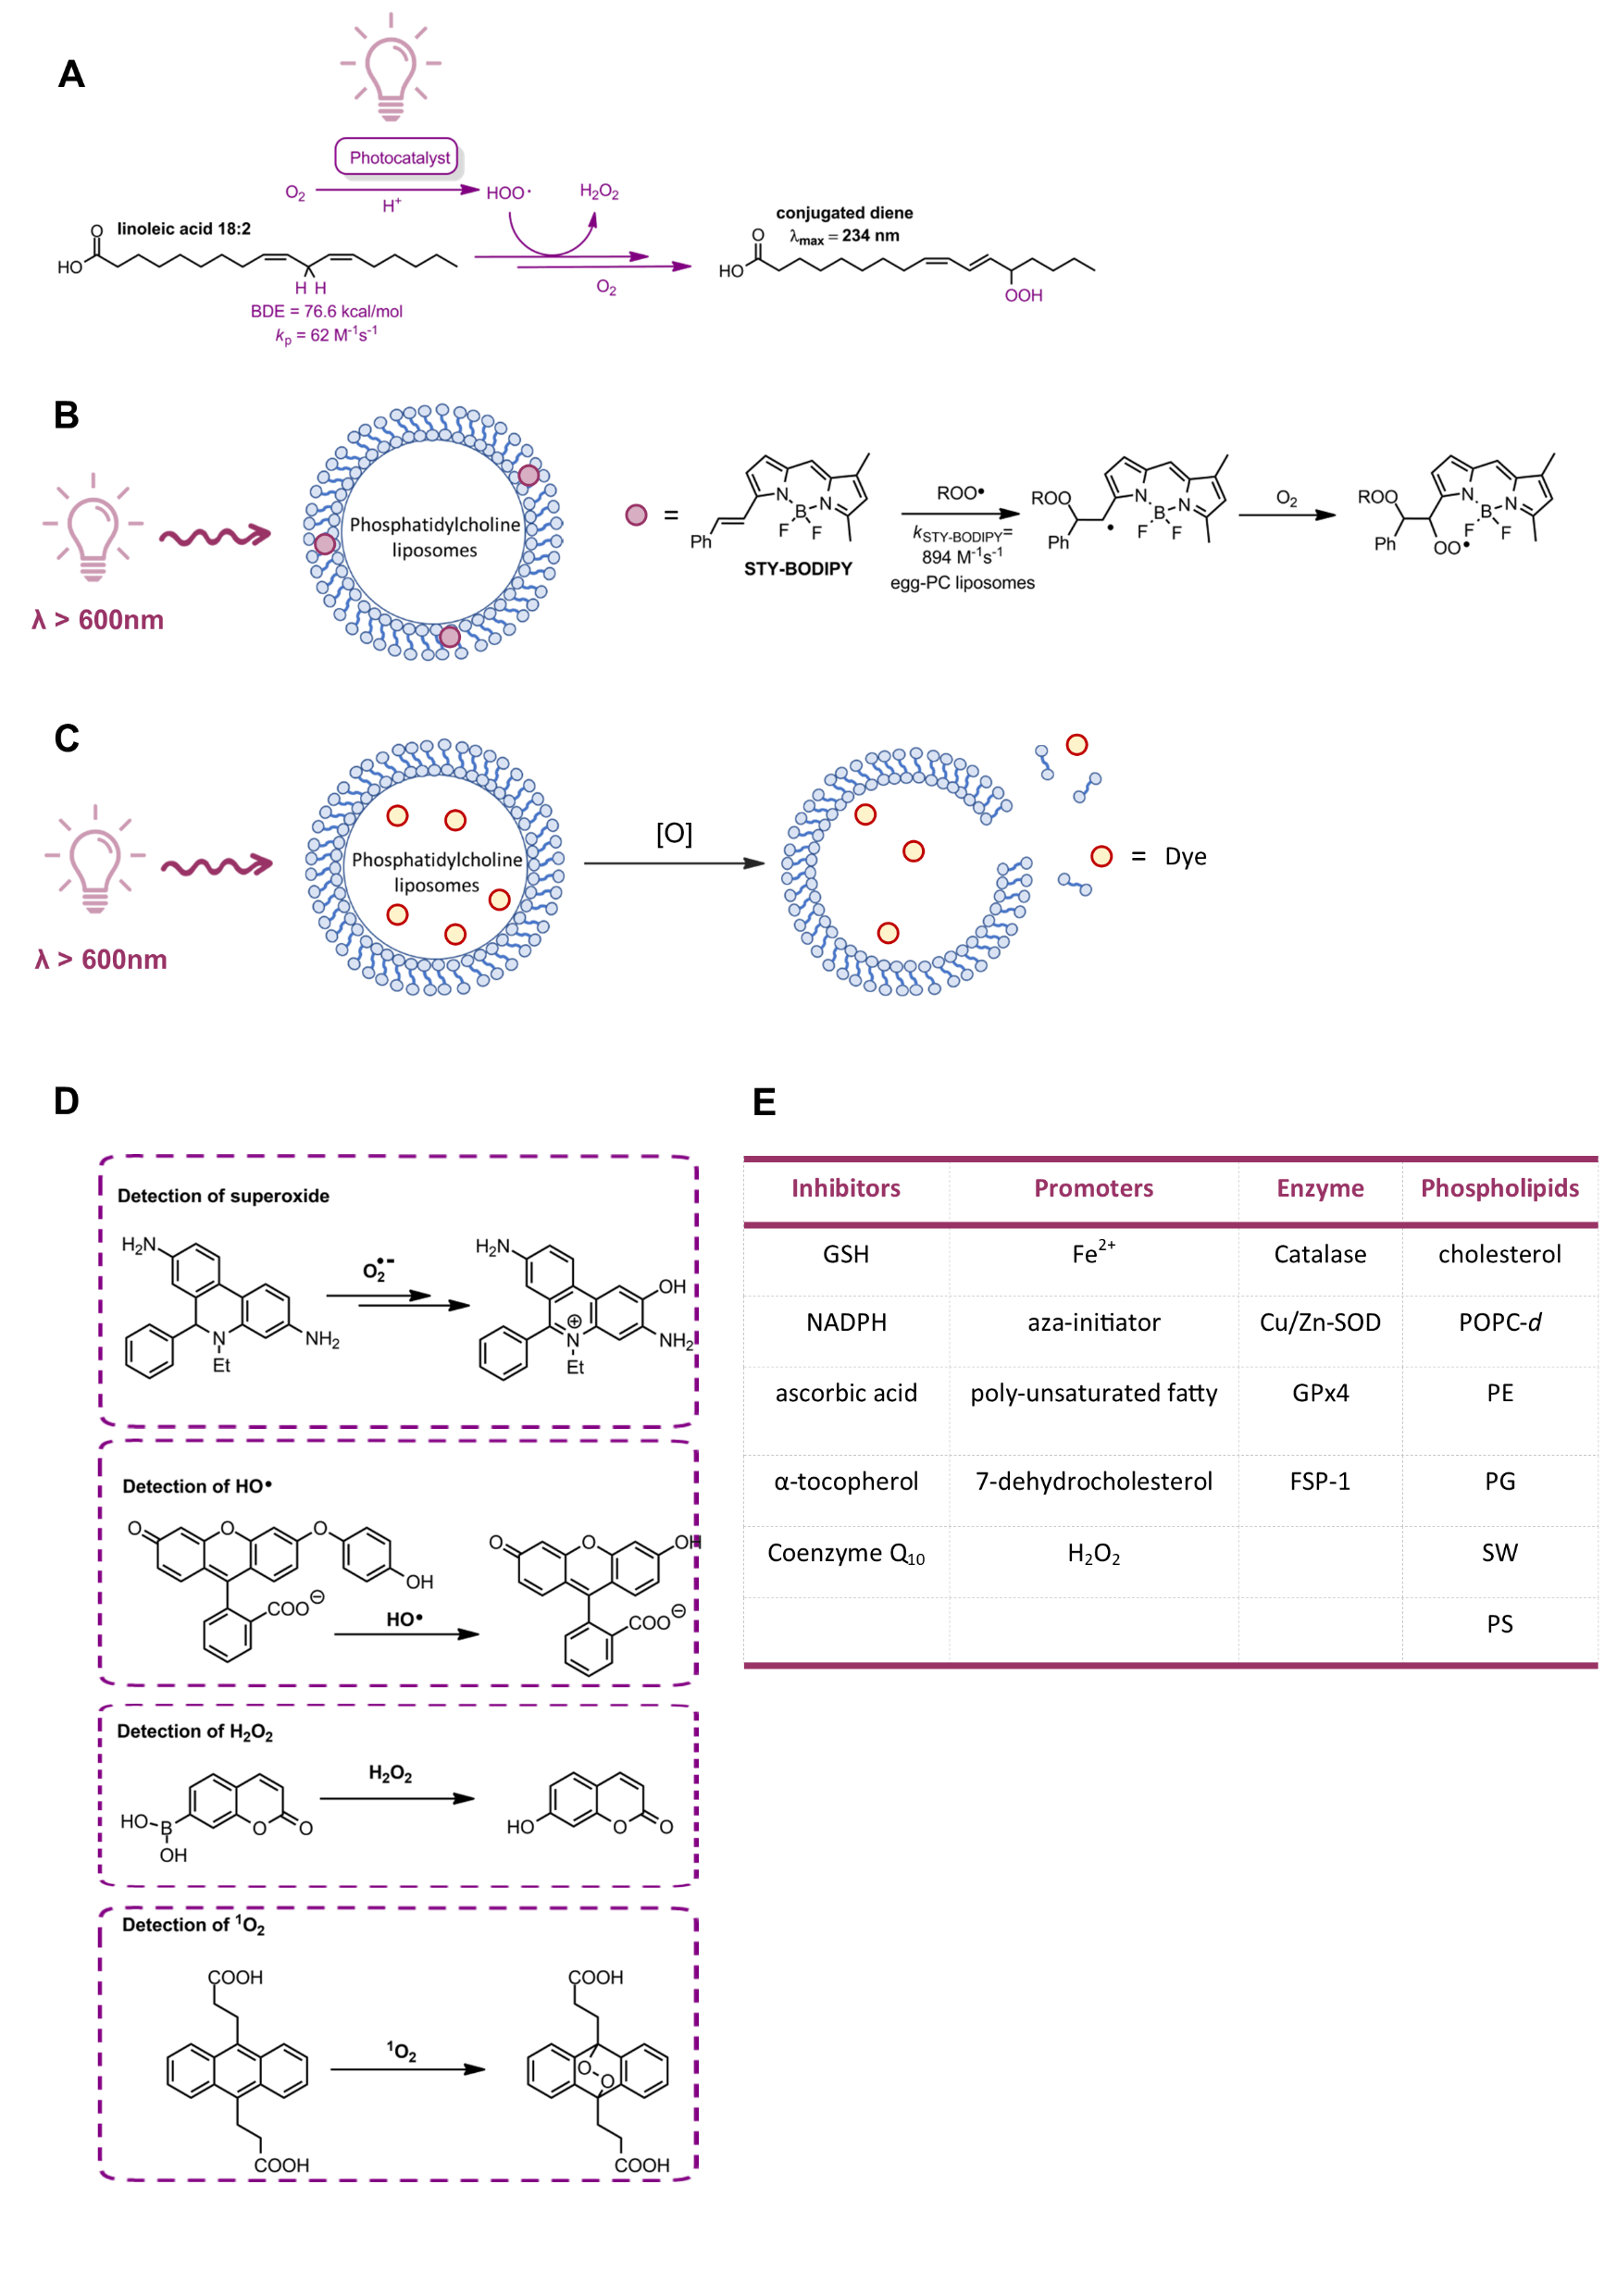 A
Photocatalyst
O₂
H⁺
HOO·
H₂O₂
linoleic acid 18:2
O
HO
H H
BDE = 76.6 kcal/mol
kp = 62 M⁻¹s⁻¹
O₂
conjugated diene
λmax = 234 nm
O
HO
OOH
B
λ > 600nm
Phosphatidylcholine
liposomes
=
N
N
B
F F
Ph
STY-BODIPY
ROO•
kSTY-BODIPY=
894 M⁻¹s⁻¹
egg-PC liposomes
ROO
Ph
•
N
N
B
F F
O₂
ROO
Ph
OO•
N
N
B
F F
C
λ > 600nm
Phosphatidylcholine
liposomes
[O]
= Dye
D
Detection of superoxide
H₂N
N
Et
NH₂
O₂•-
H₂N
OH
⊕
N
NH₂
Et
Detection of HO•
O
O
O
OH
COO⊖
HO•
O
O
OH
COO⊖
Detection of H₂O₂
HO
B
OH
O
O
H₂O₂
HO
O
O
Detection of ¹O₂
COOH
COOH
¹O₂
COOH
O
O
COOH
E
Inhibitors Promoters Enzyme Phospholipids
GSH Fe²⁺ Catalase cholesterol
NADPH aza-initiator Cu/Zn-SOD POPC-d
ascorbic acid poly-unsaturated fatty GPx4 PE
α-tocopherol 7-dehydrocholesterol FSP-1 PG
Coenzyme Q₁₀ H₂O₂ SW
PS